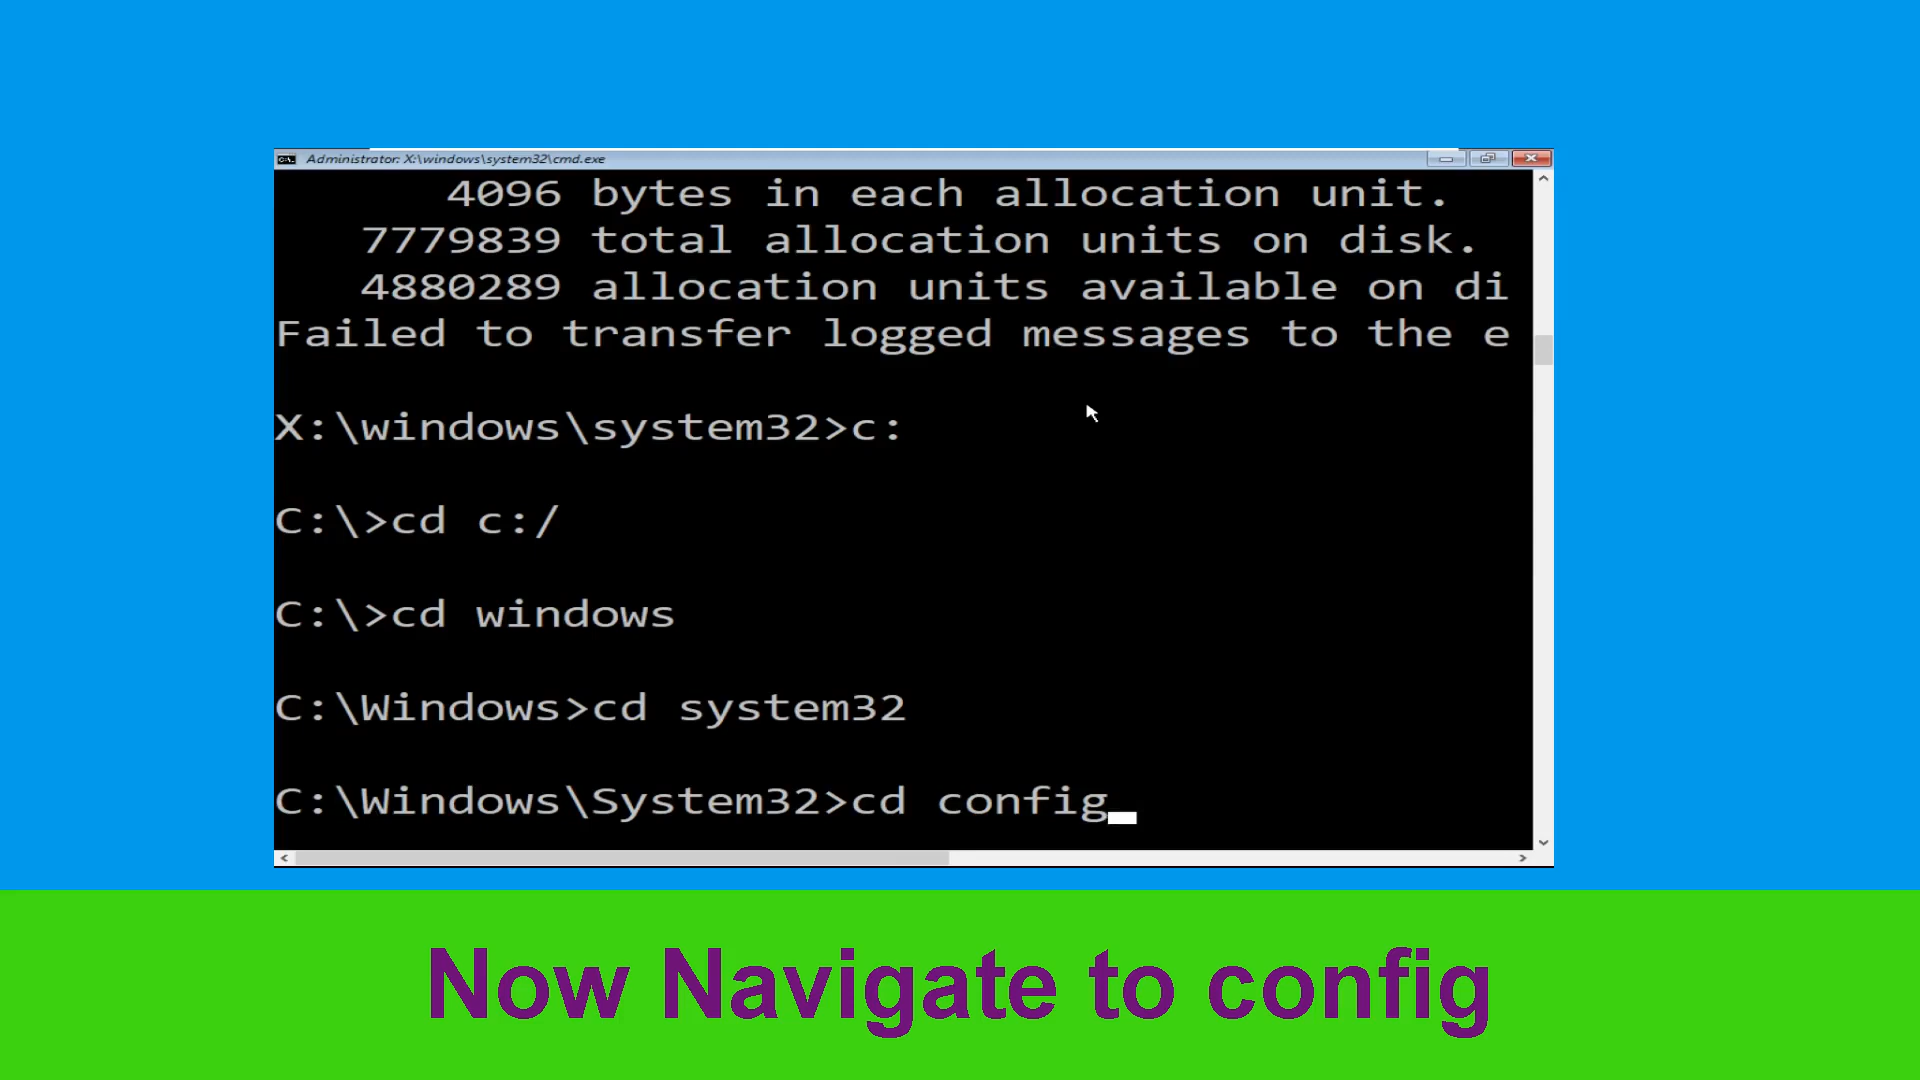 Administrator: X:\windows\system32\cmd.exe
4096 bytes in each allocation unit.
7779839 total allocation units on disk.
4880289 allocation units available on di
Failed to transfer logged messages to the e
X:\windows\system32>c:
C:\>cd c:/
C:\>cd windows
C:\Windows>cd system32
C:\Windows\System32>cd config
Now Navigate to config